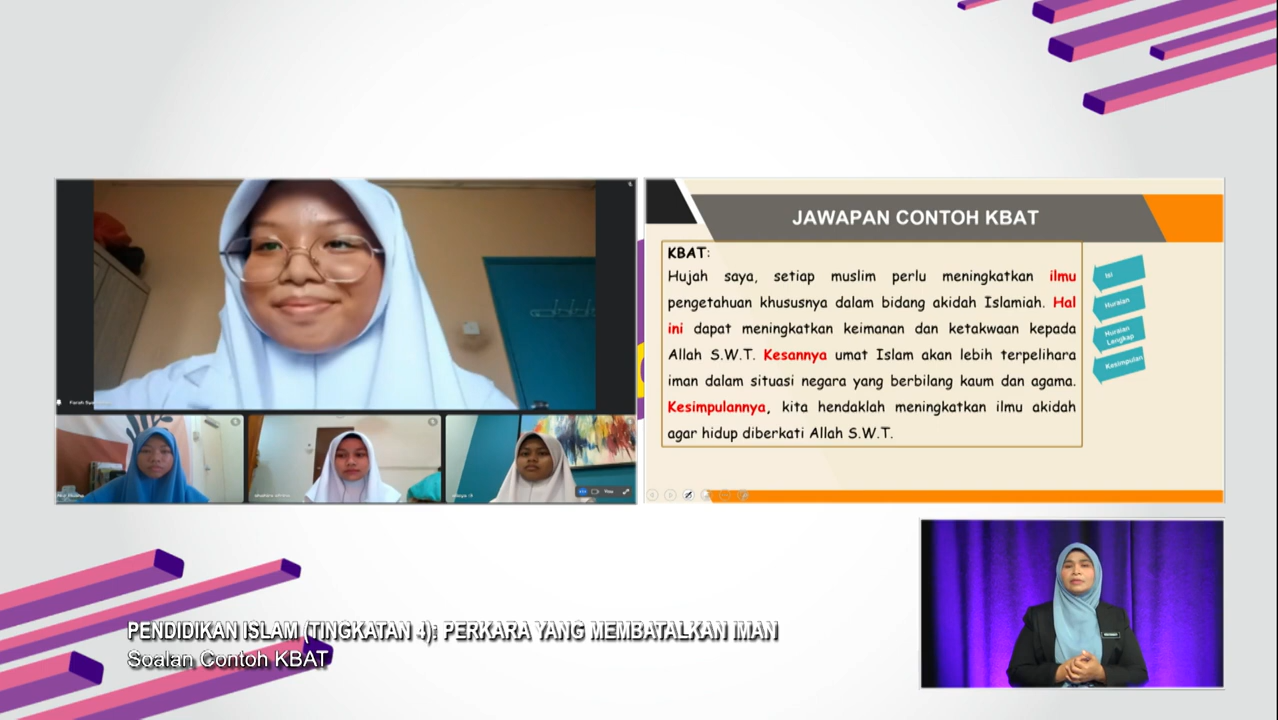 JAWAPAN CONTOH KBAT
KBAT:
Hujah saya, setiap muslim perlu meningkatkan ilmu
pengetahuan khususnya dalam bidang akidah Islamiah. Hal
ini dapat meningkatkan keimanan dan ketakwaan kepada
Allah S.W.T. Kesannya umat Islam akan lebih terpelihara
iman dalam situasi negara yang berbilang kaum dan agama.
Kesimpulannya, kita hendaklah meningkatkan ilmu akidah
agar hidup diberkati Allah S.W.T.
Isi
Huraian
Huraian
Lengkap
Kesimpulan
Farah
You
PENDIDIKAN ISLAM (TINGKATAN 4): PERKARA YANG MEMBATALKAN IMAN
Soalan Contoh KBAT